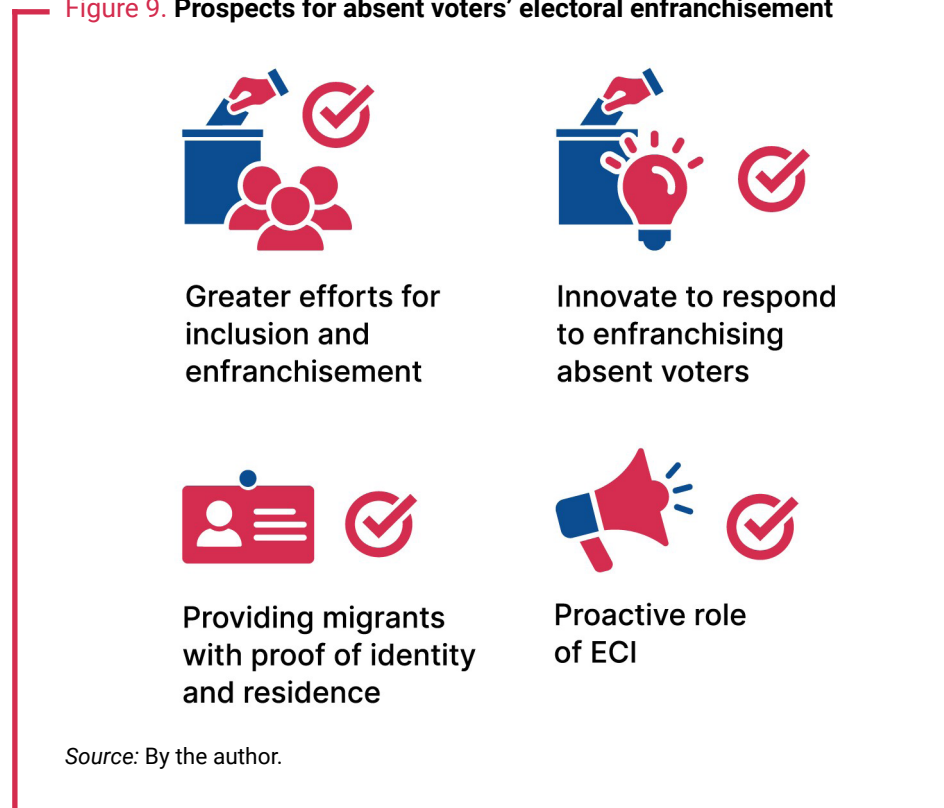 Figure 9. Prospects for absent voters’ electoral enfranchisement
Greater efforts for
inclusion and
enfranchisement
Innovate to respond
to enfranchising
absent voters
Providing migrants
with proof of identity
and residence
Proactive role
of ECI
Source: By the author.